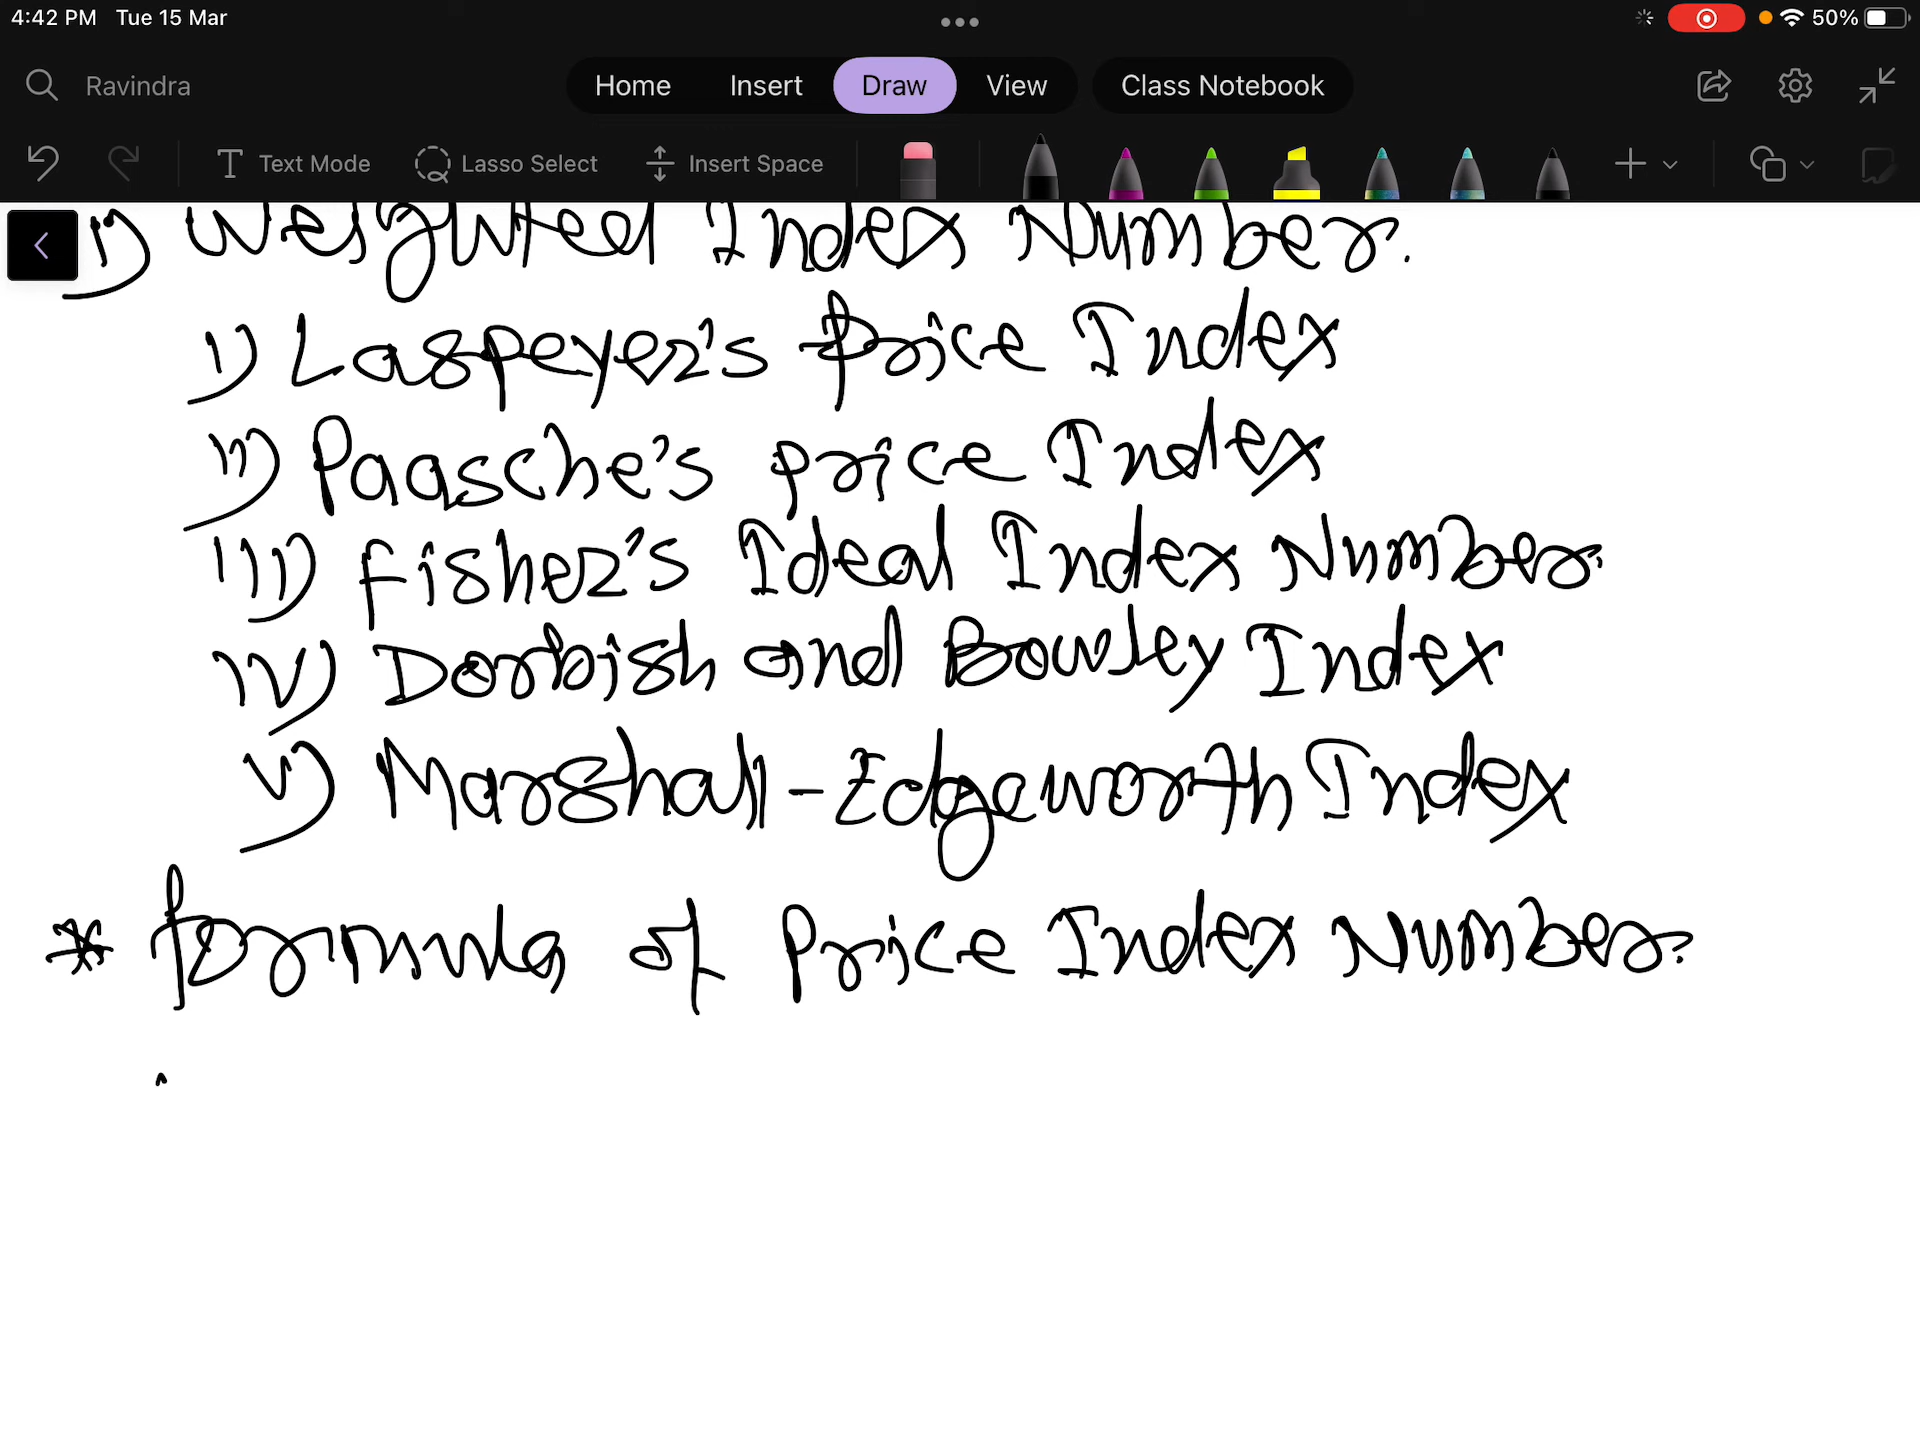 4:42 PM Tue 15 Mar 50%
Ravindra Home Insert Draw View Class Notebook
Text Mode Lasso Select Insert Space
Weighted Index Number.
i) Laspeyer's Price Index
ii) Paasche's price Index
iii) Fisher's Ideal Index Number.
iv) Dorbish and Bowley Index
v) Marshall-Edgeworth Index
* formula of Price Index Number.